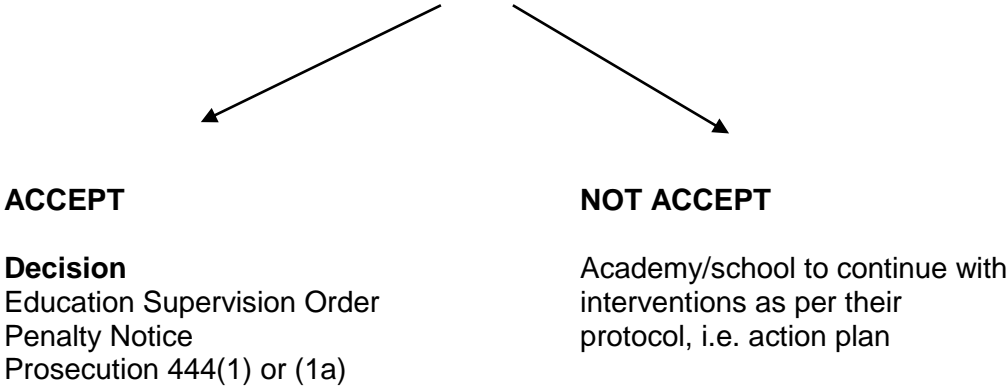 ACCEPT
Decision
Education Supervision Order
Penalty Notice
Prosecution 444(1) or (1a)
NOT ACCEPT
Academy/school to continue with
interventions as per their
protocol, i.e. action plan